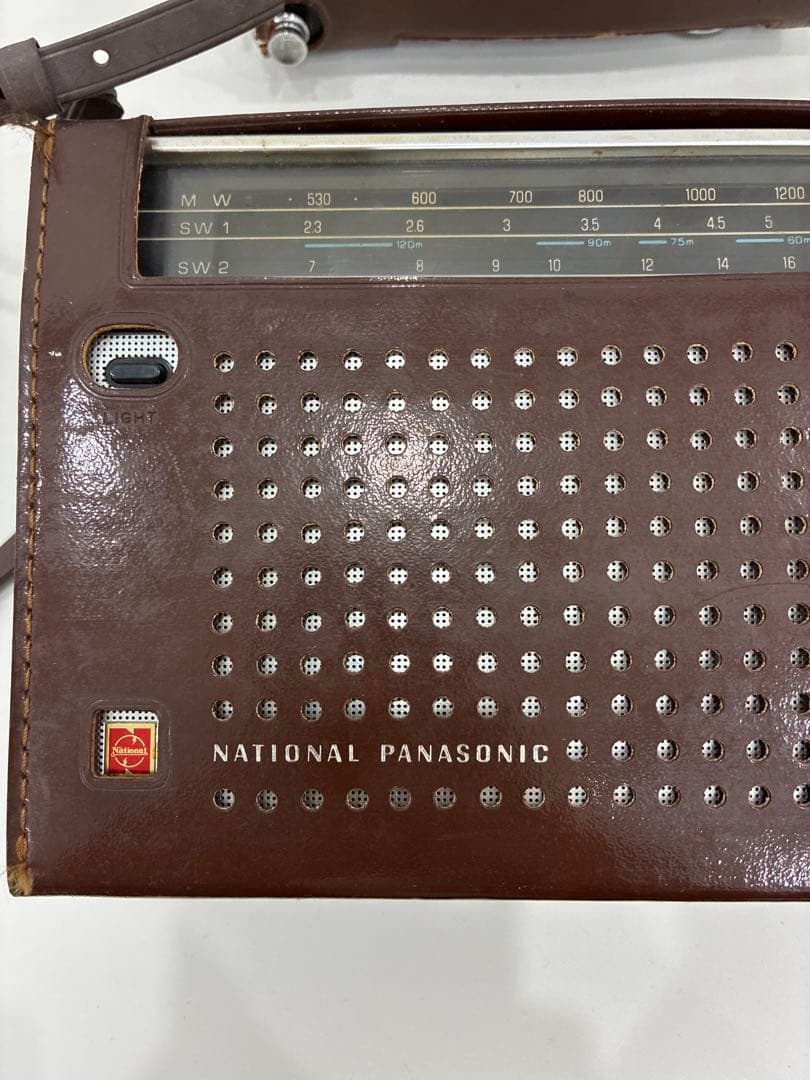 MW · 530 · 600 700 800 1000 1200
SW 1 2.3 2.6 3 3.5 4 4.5 5
120m 90m 75m 60m
SW 2 7 8 9 10 12 14 16
LIGHT
National
NATIONAL PANASONIC